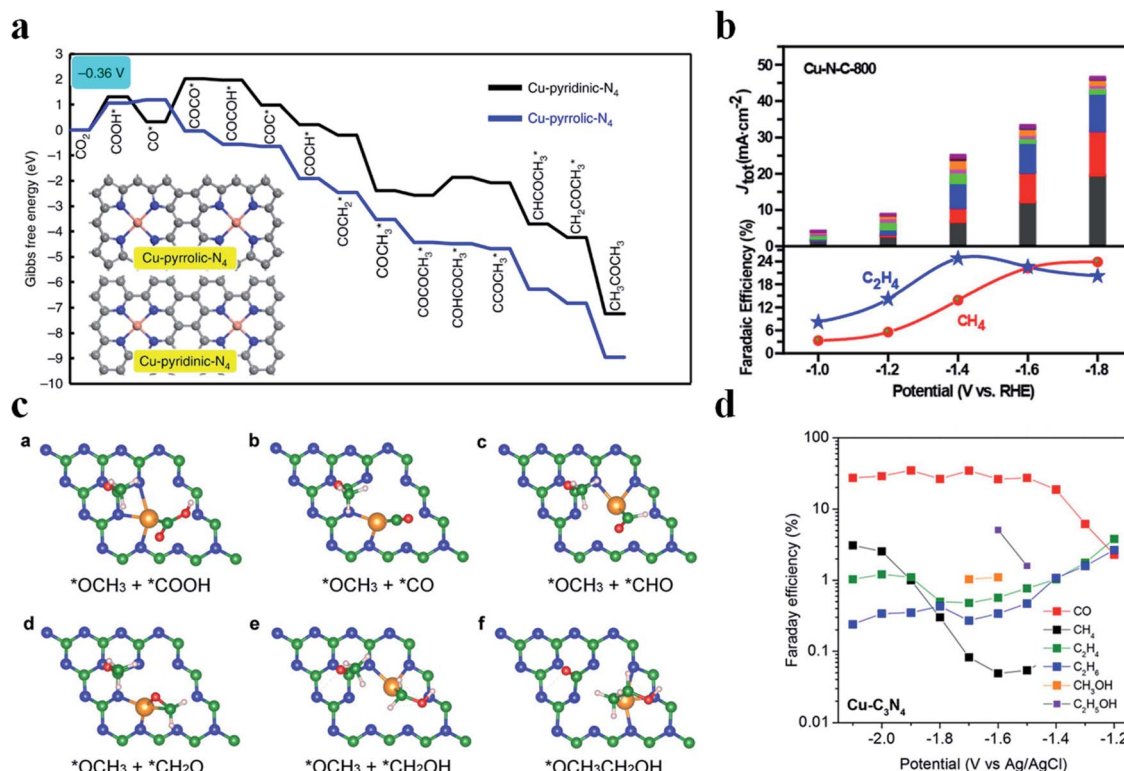 a
3
2
1
0
–1
–2
–3
–4
–5
–6
–7
–8
–9
–10
Gibbs free energy (eV)
–0.36 V
Cu-pyridinic-N4
Cu-pyrrolic-N4
CO2
COOH*
CO*
COCO*
COCOH*
COC*
COCH*
COCH2*
COCH3*
COCOCH3*
COHCOCH3*
CCOCH3*
CHCOCH3*
CH2COCH3*
CH3COCH3
Cu-pyrrolic-N4
Cu-pyridinic-N4
b
Cu-N-C-800
Jtot(mA·cm-2)
50
40
30
20
10
0
Faradaic Efficiency (%)
24
18
12
6
0
C2H4
CH4
-1.0 -1.2 -1.4 -1.6 -1.8
Potential (V vs. RHE)
c
a b c
*OCH3 + *COOH *OCH3 + *CO *OCH3 + *CHO
d e f
*OCH3 + *CH2O *OCH3 + *CH2OH *OCH3CH2OH
d
100
10
1
0.1
0.01
Faraday efficiency (%)
CO
CH4
C2H4
C2H6
CH3OH
C2H5OH
Cu-C3N4
-2.0 -1.8 -1.6 -1.4 -1.2
Potential (V vs Ag/AgCl)